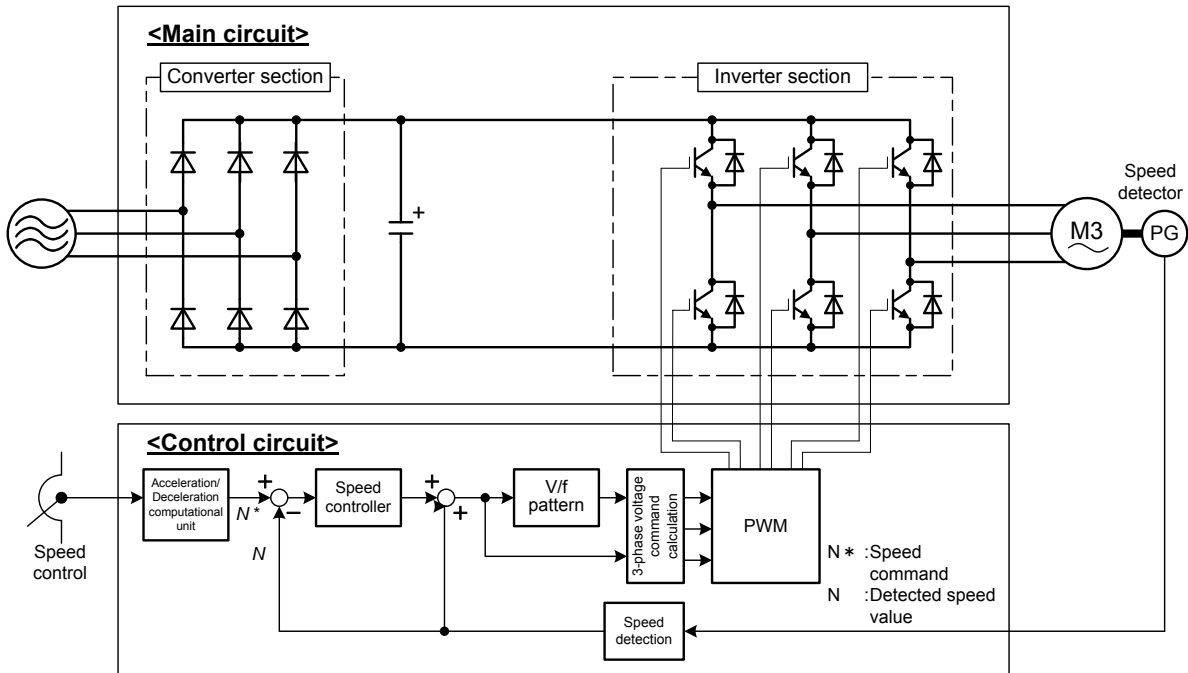 <Main circuit>
Converter section
Inverter section
+
Speed
detector
M3
PG
<Control circuit>
Speed
control
Acceleration/
Deceleration
computational
unit
N*
+
−
N
Speed
controller
+
+
V/f
pattern
3-phase voltage
command
calculation
PWM
N* :Speed
command
N :Detected speed
value
Speed
detection